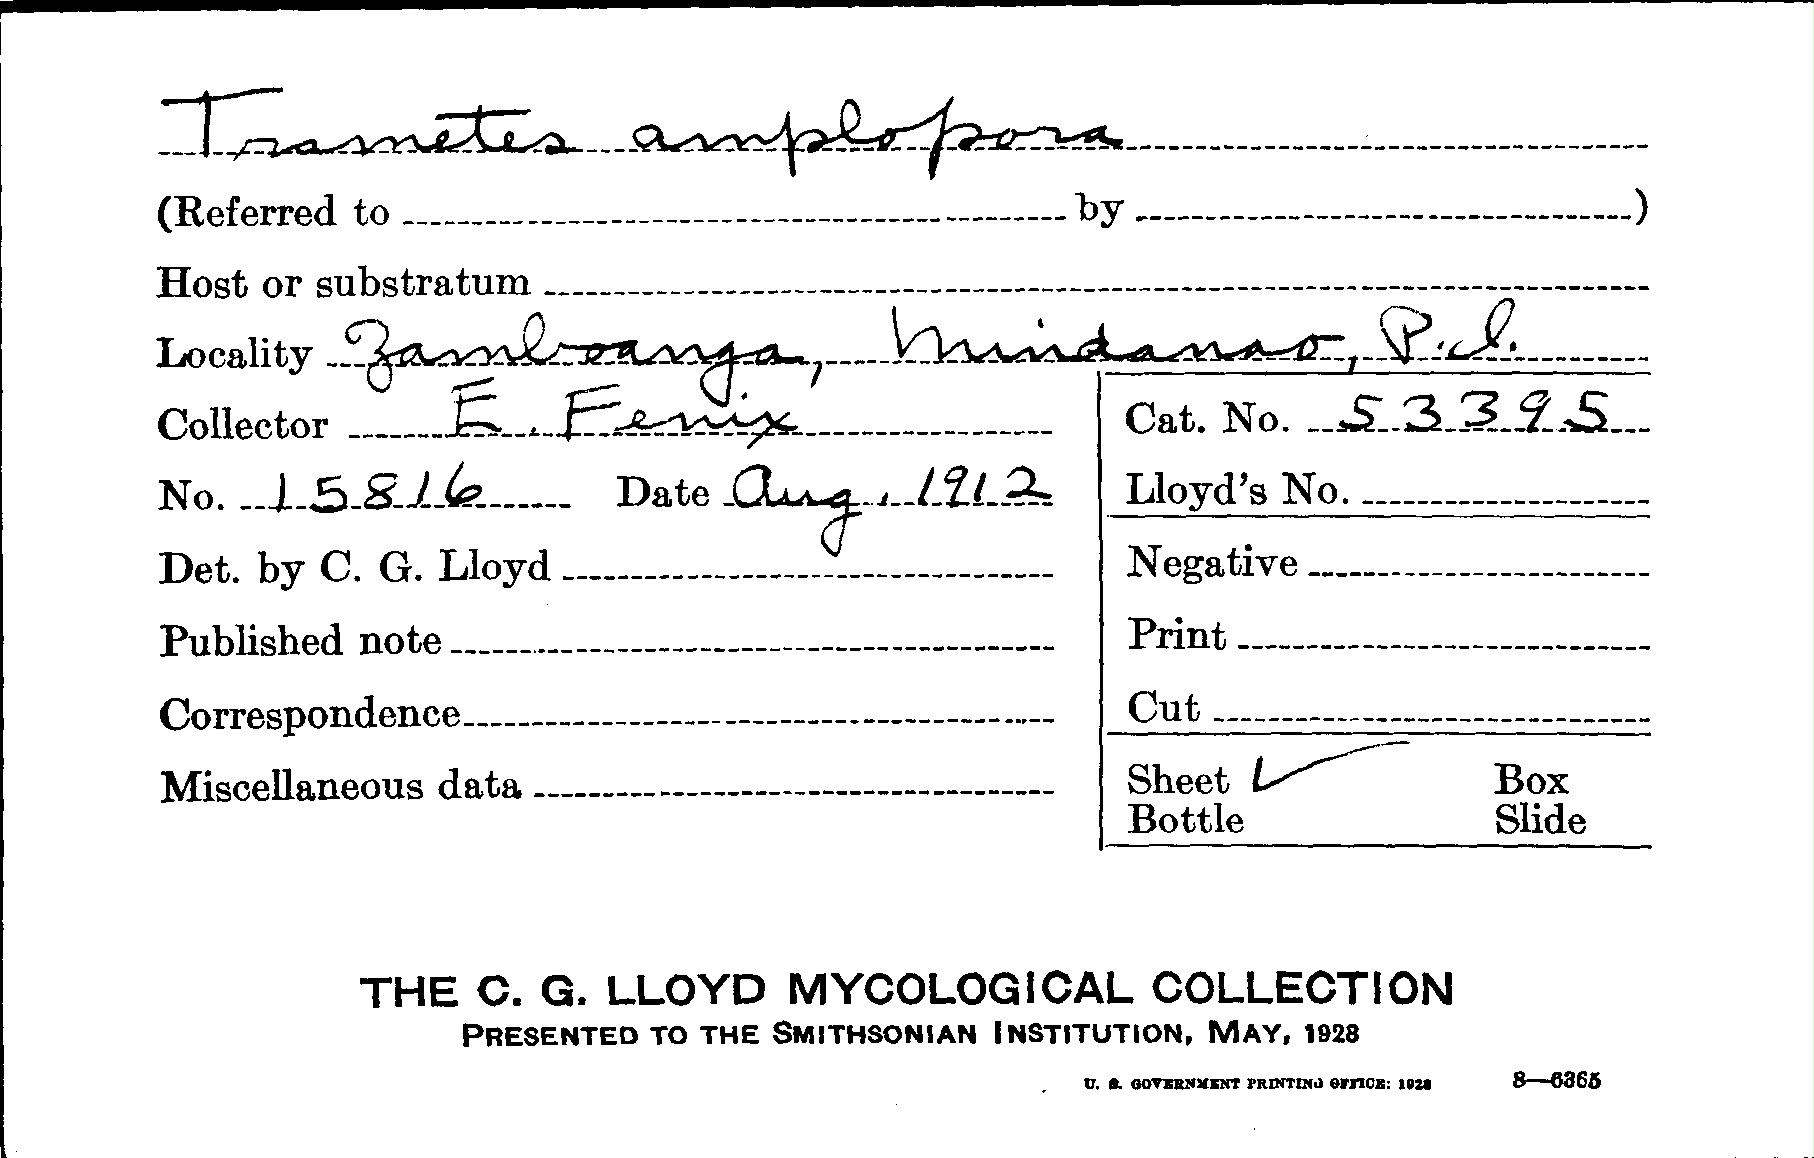 Trametes amplopora
(Referred to by )
Host or substratum
Locality Zamboanga, Mindanao, P.I.
Collector E. Fenix
No. 15816 Date Aug. 1912
Det. by C. G. Lloyd
Published note
Correspondence
Miscellaneous data
Cat. No. 53395
Lloyd's No.
Negative
Print
Cut
Sheet ✓ Box
Bottle Slide
THE C. G. LLOYD MYCOLOGICAL COLLECTION
PRESENTED TO THE SMITHSONIAN INSTITUTION, MAY, 1928
U. S. GOVERNMENT PRINTING OFFICE: 1928 8—6365